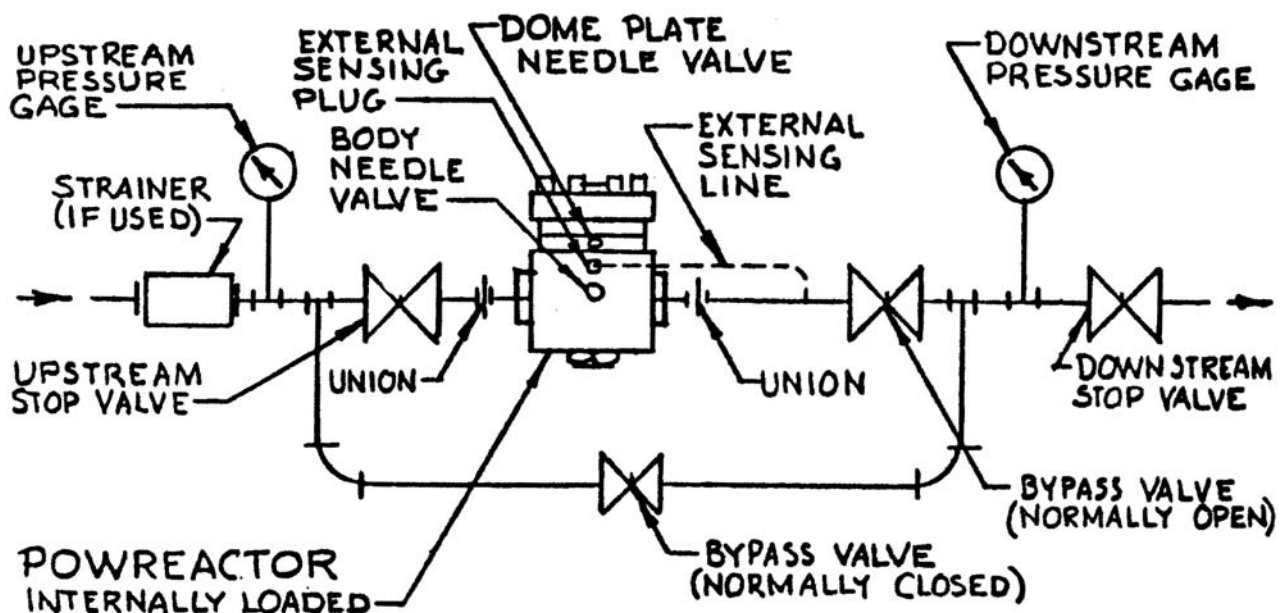 UPSTREAM
PRESSURE
GAGE
EXTERNAL
SENSING
PLUG
DOME PLATE
NEEDLE VALVE
DOWNSTREAM
PRESSURE GAGE
BODY
NEEDLE
VALVE
EXTERNAL
SENSING
LINE
STRAINER
(IF USED)
UPSTREAM
STOP VALVE
UNION
UNION
DOWNSTREAM
STOP VALVE
BYPASS VALVE
(NORMALLY OPEN)
BYPASS VALVE
(NORMALLY CLOSED)
POWREACTOR
INTERNALLY LOADED